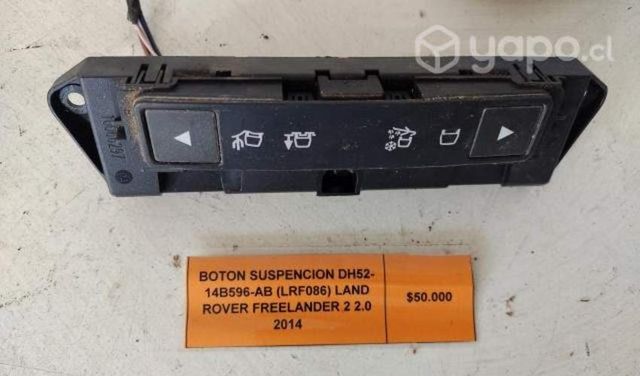 yapo.cl
BOTON SUSPENCION DH52-
14B596-AB (LRF086) LAND
ROVER FREELANDER 2 2.0
2014
$50.000